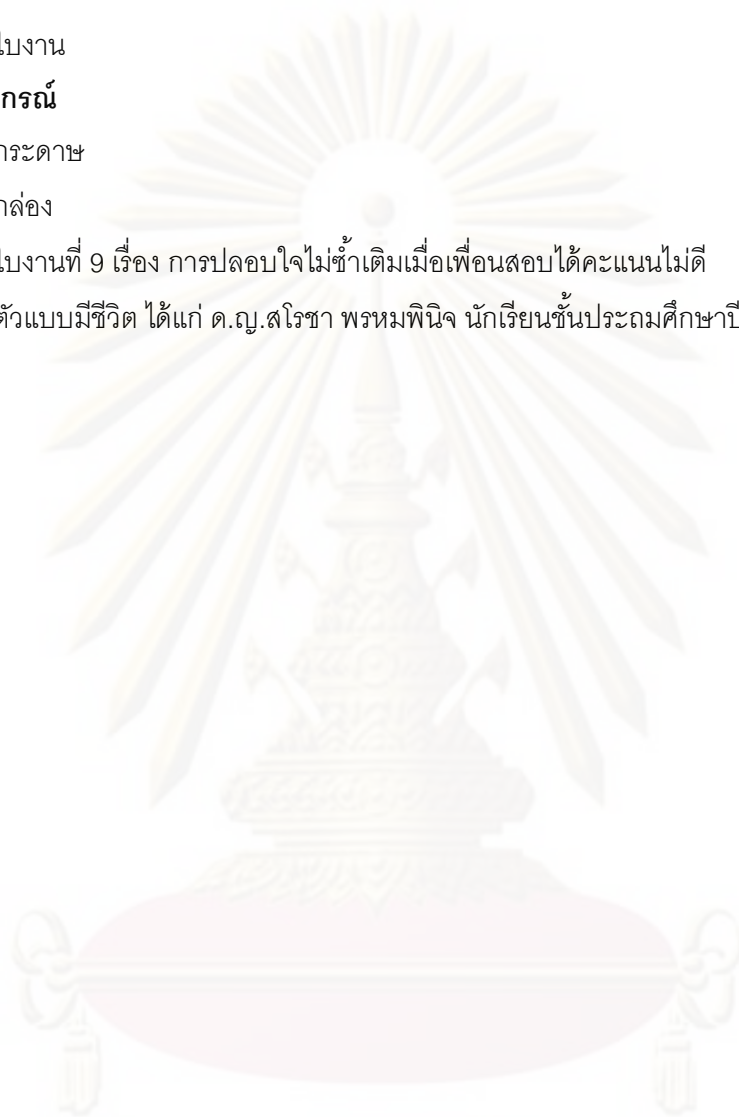 ใบงาน
กรณ์
กระดาษ
กล่อง
ใบงานที่ 9 เรื่อง การปลอบใจไม่ซ้ำเติมเมื่อเพื่อนสอบได้คะแนนไม่ดี
ตัวแบบมีชีวิต ได้แก่ ด.ญ.สโรชา พรหมพินิจ นักเรียนชั้นประถมศึกษาปี